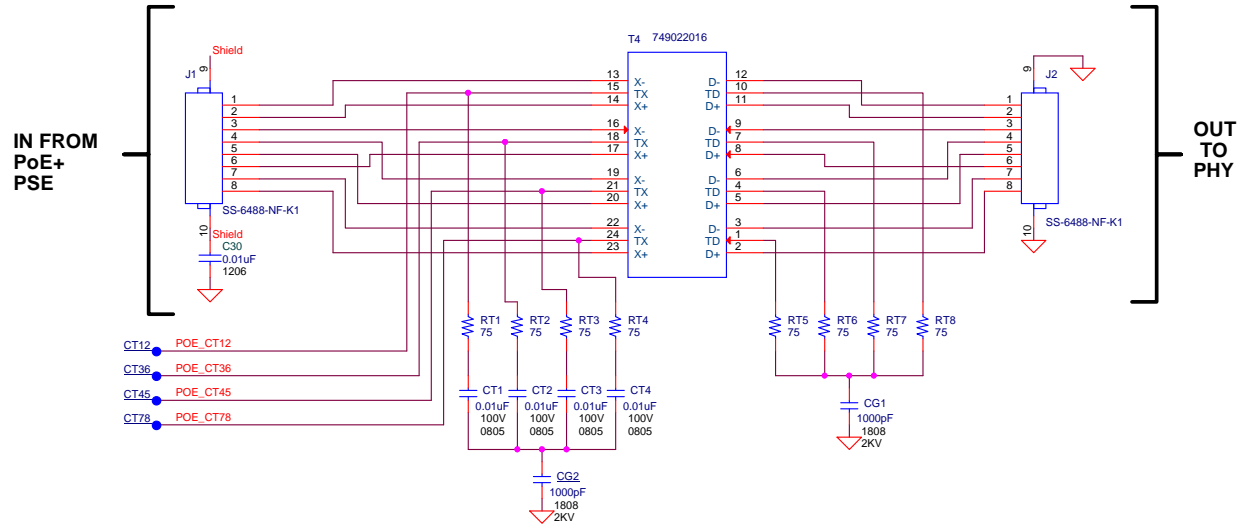 T4 749022016
Shield
9
J1
1
2
3
4
5
6
7
8
10
SS-6488-NF-K1
Shield
C30
0.01uF
1206
IN FROM
PoE+
PSE
13 X- D- 12
15 TX TD 10
14 X+ D+ 11
16 X- D- 9
18 TX TD 7
17 X+ D+ 8
19 X- D- 6
21 TX TD 4
20 X+ D+ 5
22 X- D- 3
24 TX TD 1
23 X+ D+ 2
9
J2
1
2
3
4
5
6
7
8
10
SS-6488-NF-K1
OUT
TO
PHY
RT1 RT2 RT3 RT4 RT5 RT6 RT7 RT8
75 75 75 75 75 75 75 75
CT12 POE_CT12
CT36 POE_CT36
CT45 POE_CT45
CT78 POE_CT78
CT1 CT2 CT3 CT4
0.01uF 0.01uF 0.01uF 0.01uF
100V 100V 100V 100V
0805 0805 0805 0805
CG1
1000pF
1808
2KV
CG2
1000pF
1808
2KV